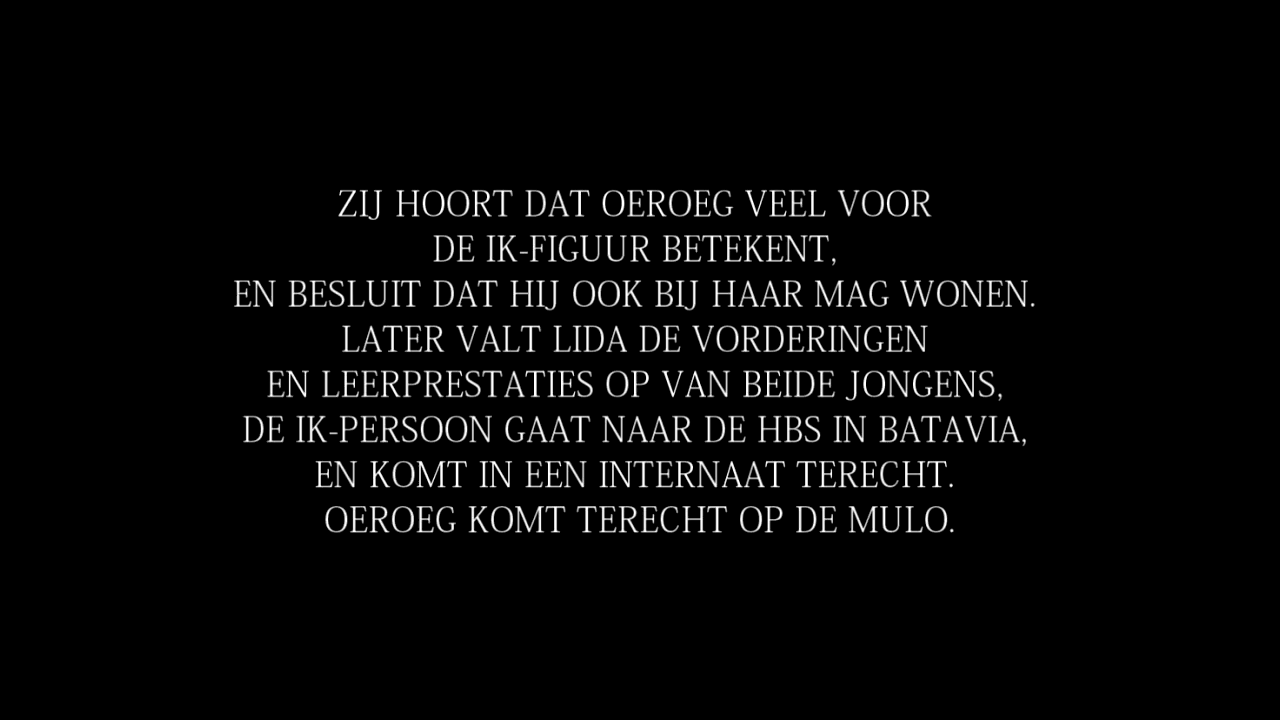 ZIJ HOORT DAT OEROEG VEEL VOOR
DE IK-FIGUUR BETEKENT,
EN BESLUIT DAT HIJ OOK BIJ HAAR MAG WONEN.
LATER VALT LIDA DE VORDERINGEN
EN LEERPRESTATIES OP VAN BEIDE JONGENS,
DE IK-PERSOON GAAT NAAR DE HBS IN BATAVIA,
EN KOMT IN EEN INTERNAAT TERECHT.
OEROEG KOMT TERECHT OP DE MULO.